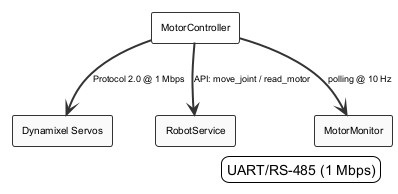 MotorController
Protocol 2.0 @ 1 Mbps
API: move_joint / read_motor
polling @ 10 Hz
Dynamixel Servos
RobotService
MotorMonitor
UART/RS-485 (1 Mbps)